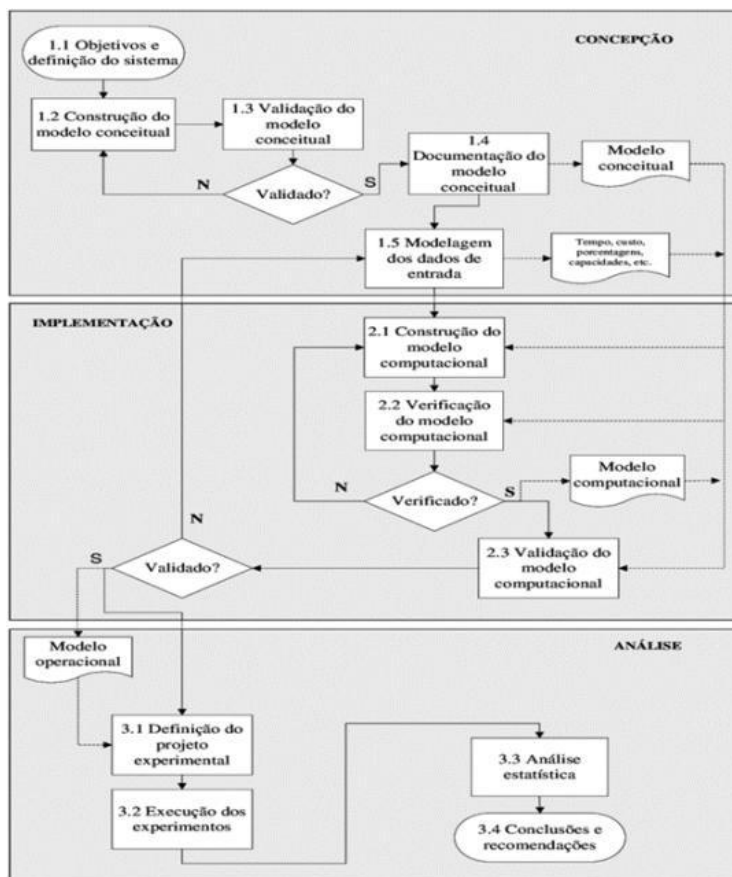 CONCEPÇÃO
1.1 Objetivos e
definição do sistema
1.2 Construção do
modelo conceitual
1.3 Validação do
modelo
conceitual
Validado?
N
S
1.4
Documentação do
modelo
conceitual
Modelo
conceitual
1.5 Modelagem
dos dados de
entrada
Tempo, custo,
porcentagens,
capacidades, etc.
IMPLEMENTAÇÃO
2.1 Construção do
modelo
computacional
2.2 Verificação
do modelo
computacional
Verificado?
N
S
Modelo
computacional
2.3 Validação do
modelo
computacional
Validado?
N
S
ANÁLISE
Modelo
operacional
3.1 Definição do
projeto
experimental
3.2 Execução dos
experimentos
3.3 Análise
estatística
3.4 Conclusões e
recomendações